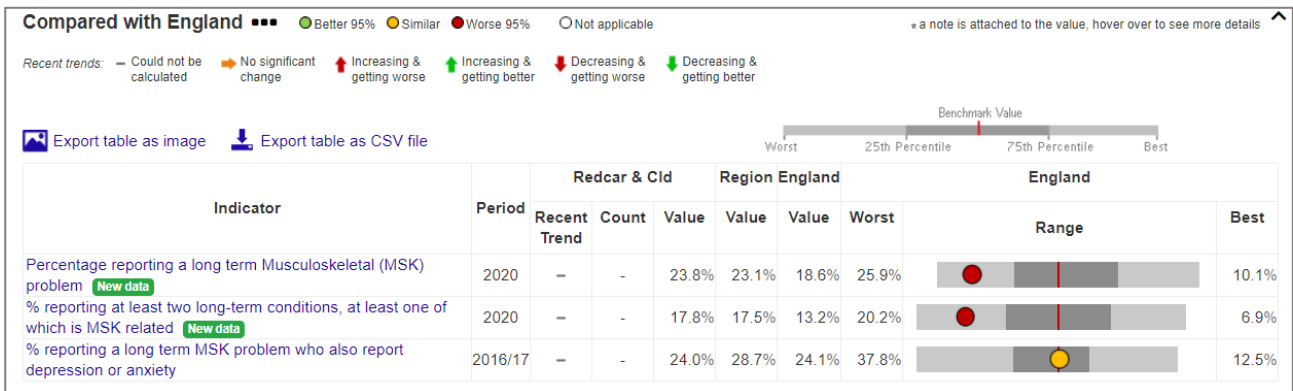 Compared with England Better 95% Similar Worse 95% Not applicable * a note is attached to the value, hover over to see more details
Recent trends: – Could not be calculated No significant change Increasing & getting worse Increasing & getting better Decreasing & getting worse Decreasing & getting better
Benchmark Value
Export table as image Export table as CSV file
Worst 25th Percentile 75th Percentile Best
Redcar & Cld Region England England
Indicator Period Recent Trend Count Value Value Value Worst Range Best
Percentage reporting a long term Musculoskeletal (MSK)
problem New data 2020 – - 23.8% 23.1% 18.6% 25.9% 10.1%
% reporting at least two long-term conditions, at least one of
which is MSK related New data 2020 – - 17.8% 17.5% 13.2% 20.2% 6.9%
% reporting a long term MSK problem who also report
depression or anxiety 2016/17 – - 24.0% 28.7% 24.1% 37.8% 12.5%